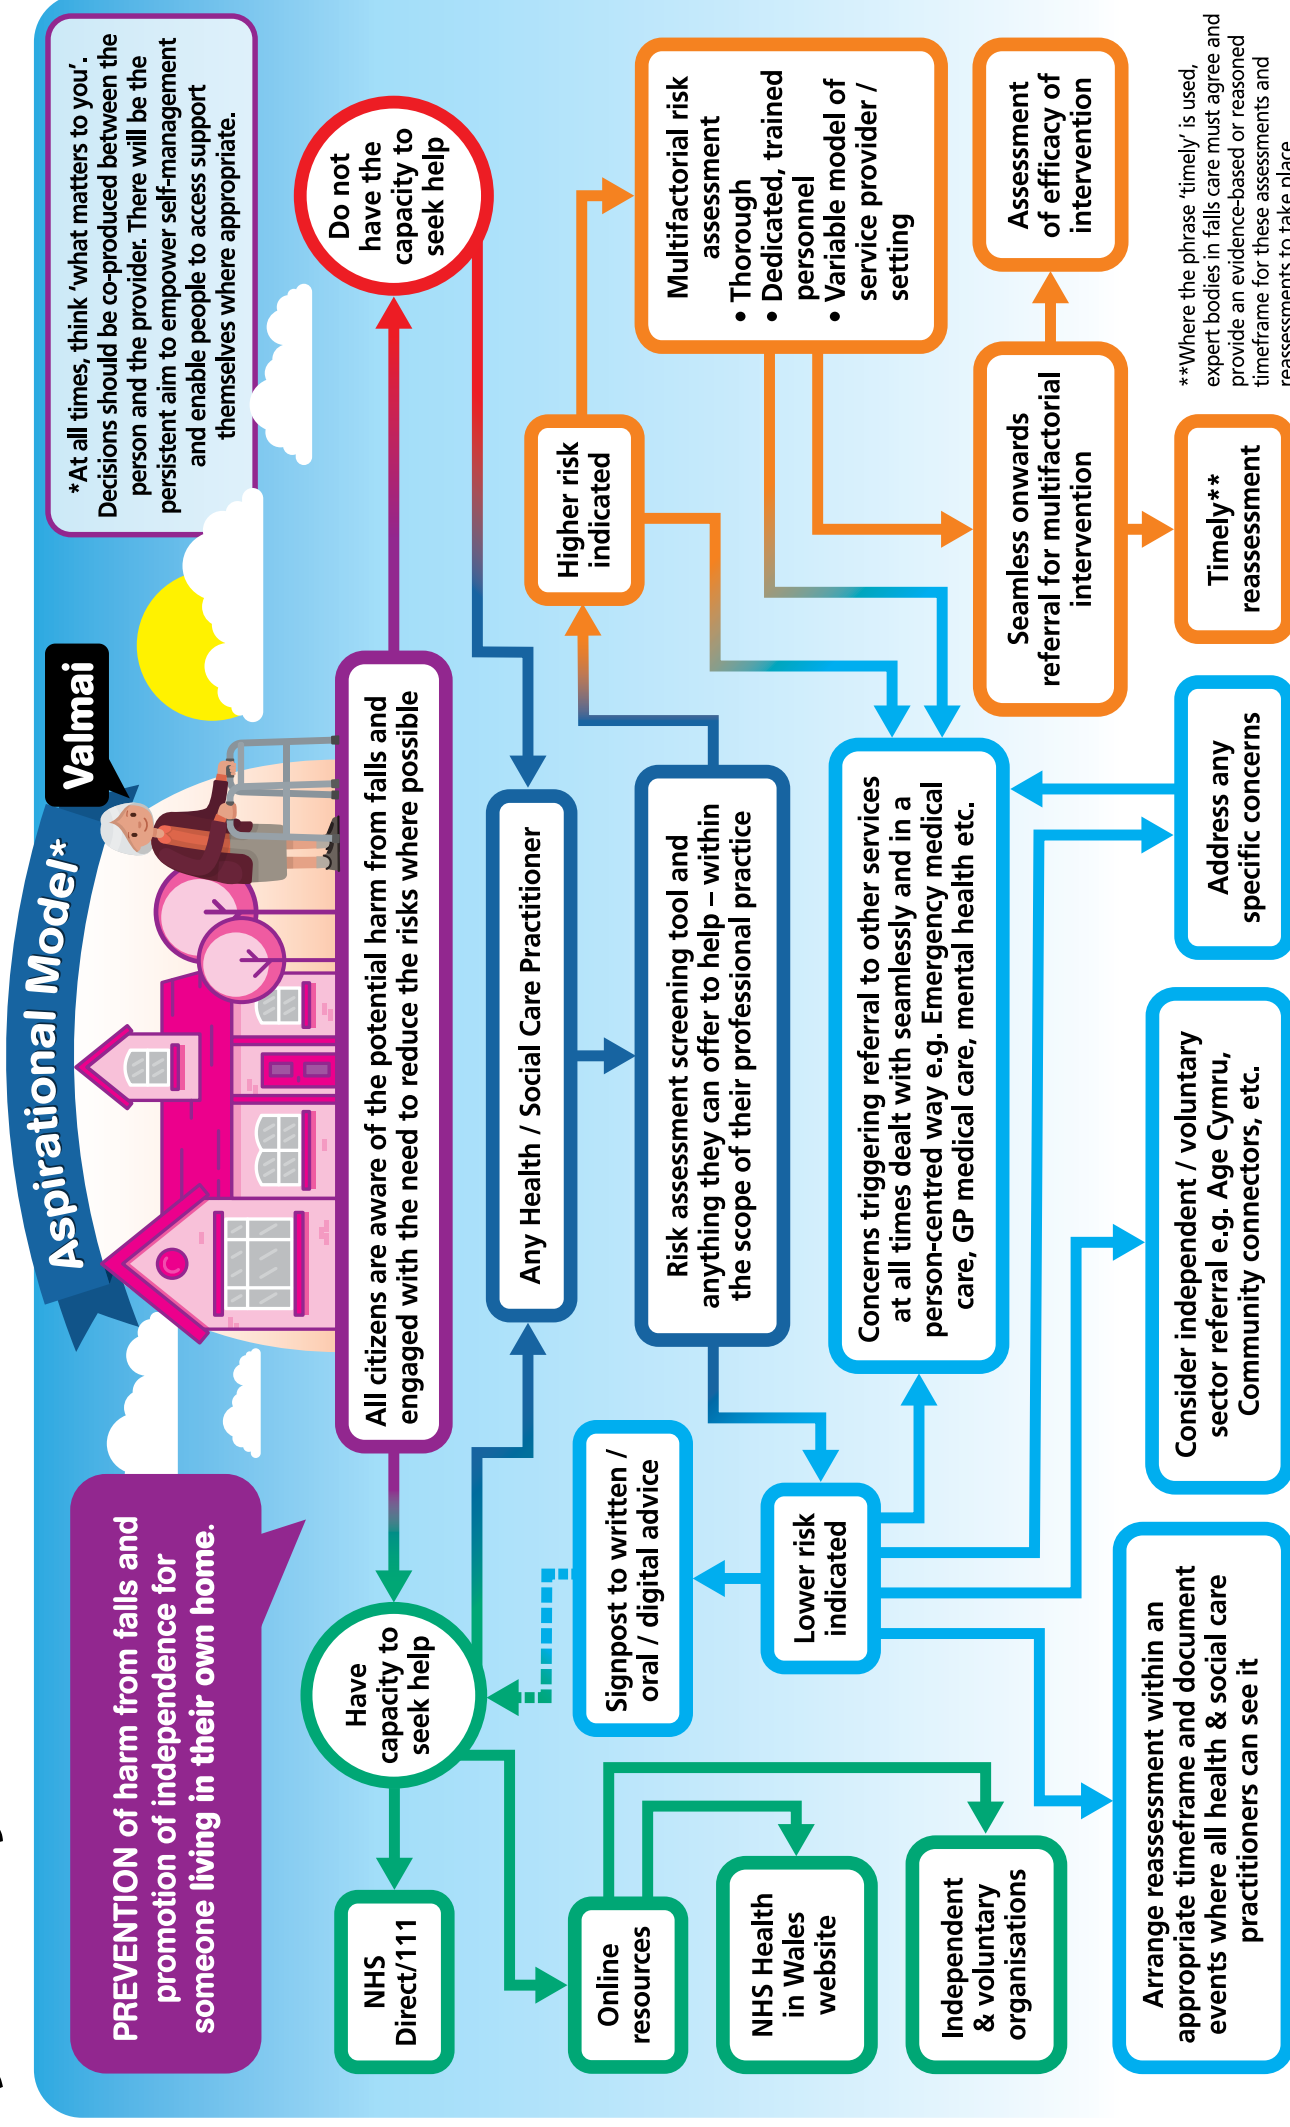 Aspirational Model*
Valmai
PREVENTION of harm from falls and
promotion of independence for
someone living in their own home.
*At all times, think ‘what matters to you’.
Decisions should be co-produced between the
person and the provider. There will be the
persistent aim to empower self-management
and enable people to access support
themselves where appropriate.
All citizens are aware of the potential harm from falls and
engaged with the need to reduce the risks where possible
Have
capacity to
seek help
Do not
have the
capacity to
seek help
NHS
Direct/111
Any Health / Social Care Practitioner
Higher risk
indicated
Online
resources
Signpost to written /
oral / digital advice
Risk assessment screening tool and
anything they can offer to help – within
the scope of their professional practice
Multifactorial risk
assessment
• Thorough
• Dedicated, trained
personnel
• Variable model of
service provider /
setting
NHS Health
in Wales
website
Lower risk
indicated
Concerns triggering referral to other services
at all times dealt with seamlessly and in a
person-centred way e.g. Emergency medical
care, GP medical care, mental health etc.
Independent
& voluntary
organisations
Seamless onwards
referral for multifactorial
intervention
Assessment
of efficacy of
intervention
Arrange reassessment within an
appropriate timeframe and document
events where all health & social care
practitioners can see it
Consider independent / voluntary
sector referral e.g. Age Cymru,
Community connectors, etc.
Address any
specific concerns
Timely**
reassessment
**Where the phrase ‘timely’ is used,
expert bodies in falls care must agree and
provide an evidence-based or reasoned
timeframe for these assessments and
reassessments to take place